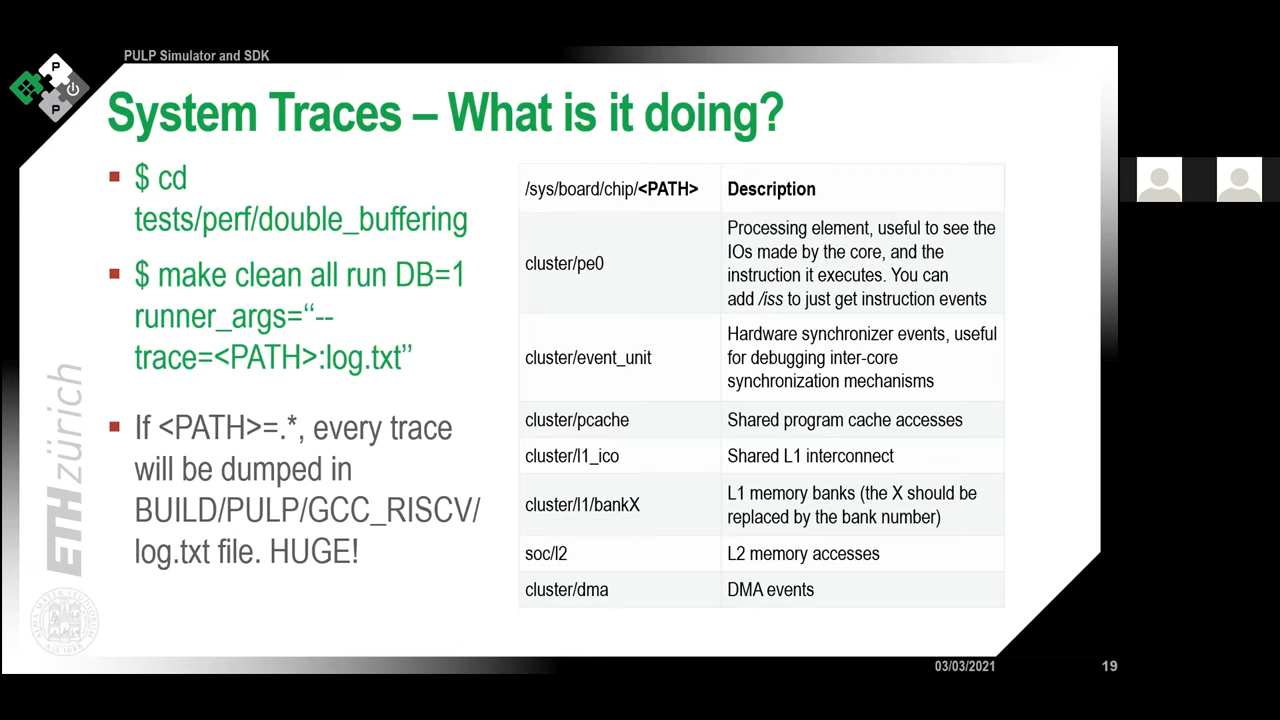 PULP Simulator and SDK
P
P
System Traces – What is it doing?
$ cd
tests/perf/double_buffering
$ make clean all run DB=1
runner_args=“--
trace=<PATH>:log.txt”
If <PATH>=.*, every trace
will be dumped in
BUILD/PULP/GCC_RISCV/
log.txt file. HUGE!
/sys/board/chip/<PATH>
Description
cluster/pe0
Processing element, useful to see the
IOs made by the core, and the
instruction it executes. You can
add /iss to just get instruction events
cluster/event_unit
Hardware synchronizer events, useful
for debugging inter-core
synchronization mechanisms
cluster/pcache
Shared program cache accesses
cluster/l1_ico
Shared L1 interconnect
cluster/l1/bankX
L1 memory banks (the X should be
replaced by the bank number)
soc/l2
L2 memory accesses
cluster/dma
DMA events
ETH zürich
03/03/2021
19